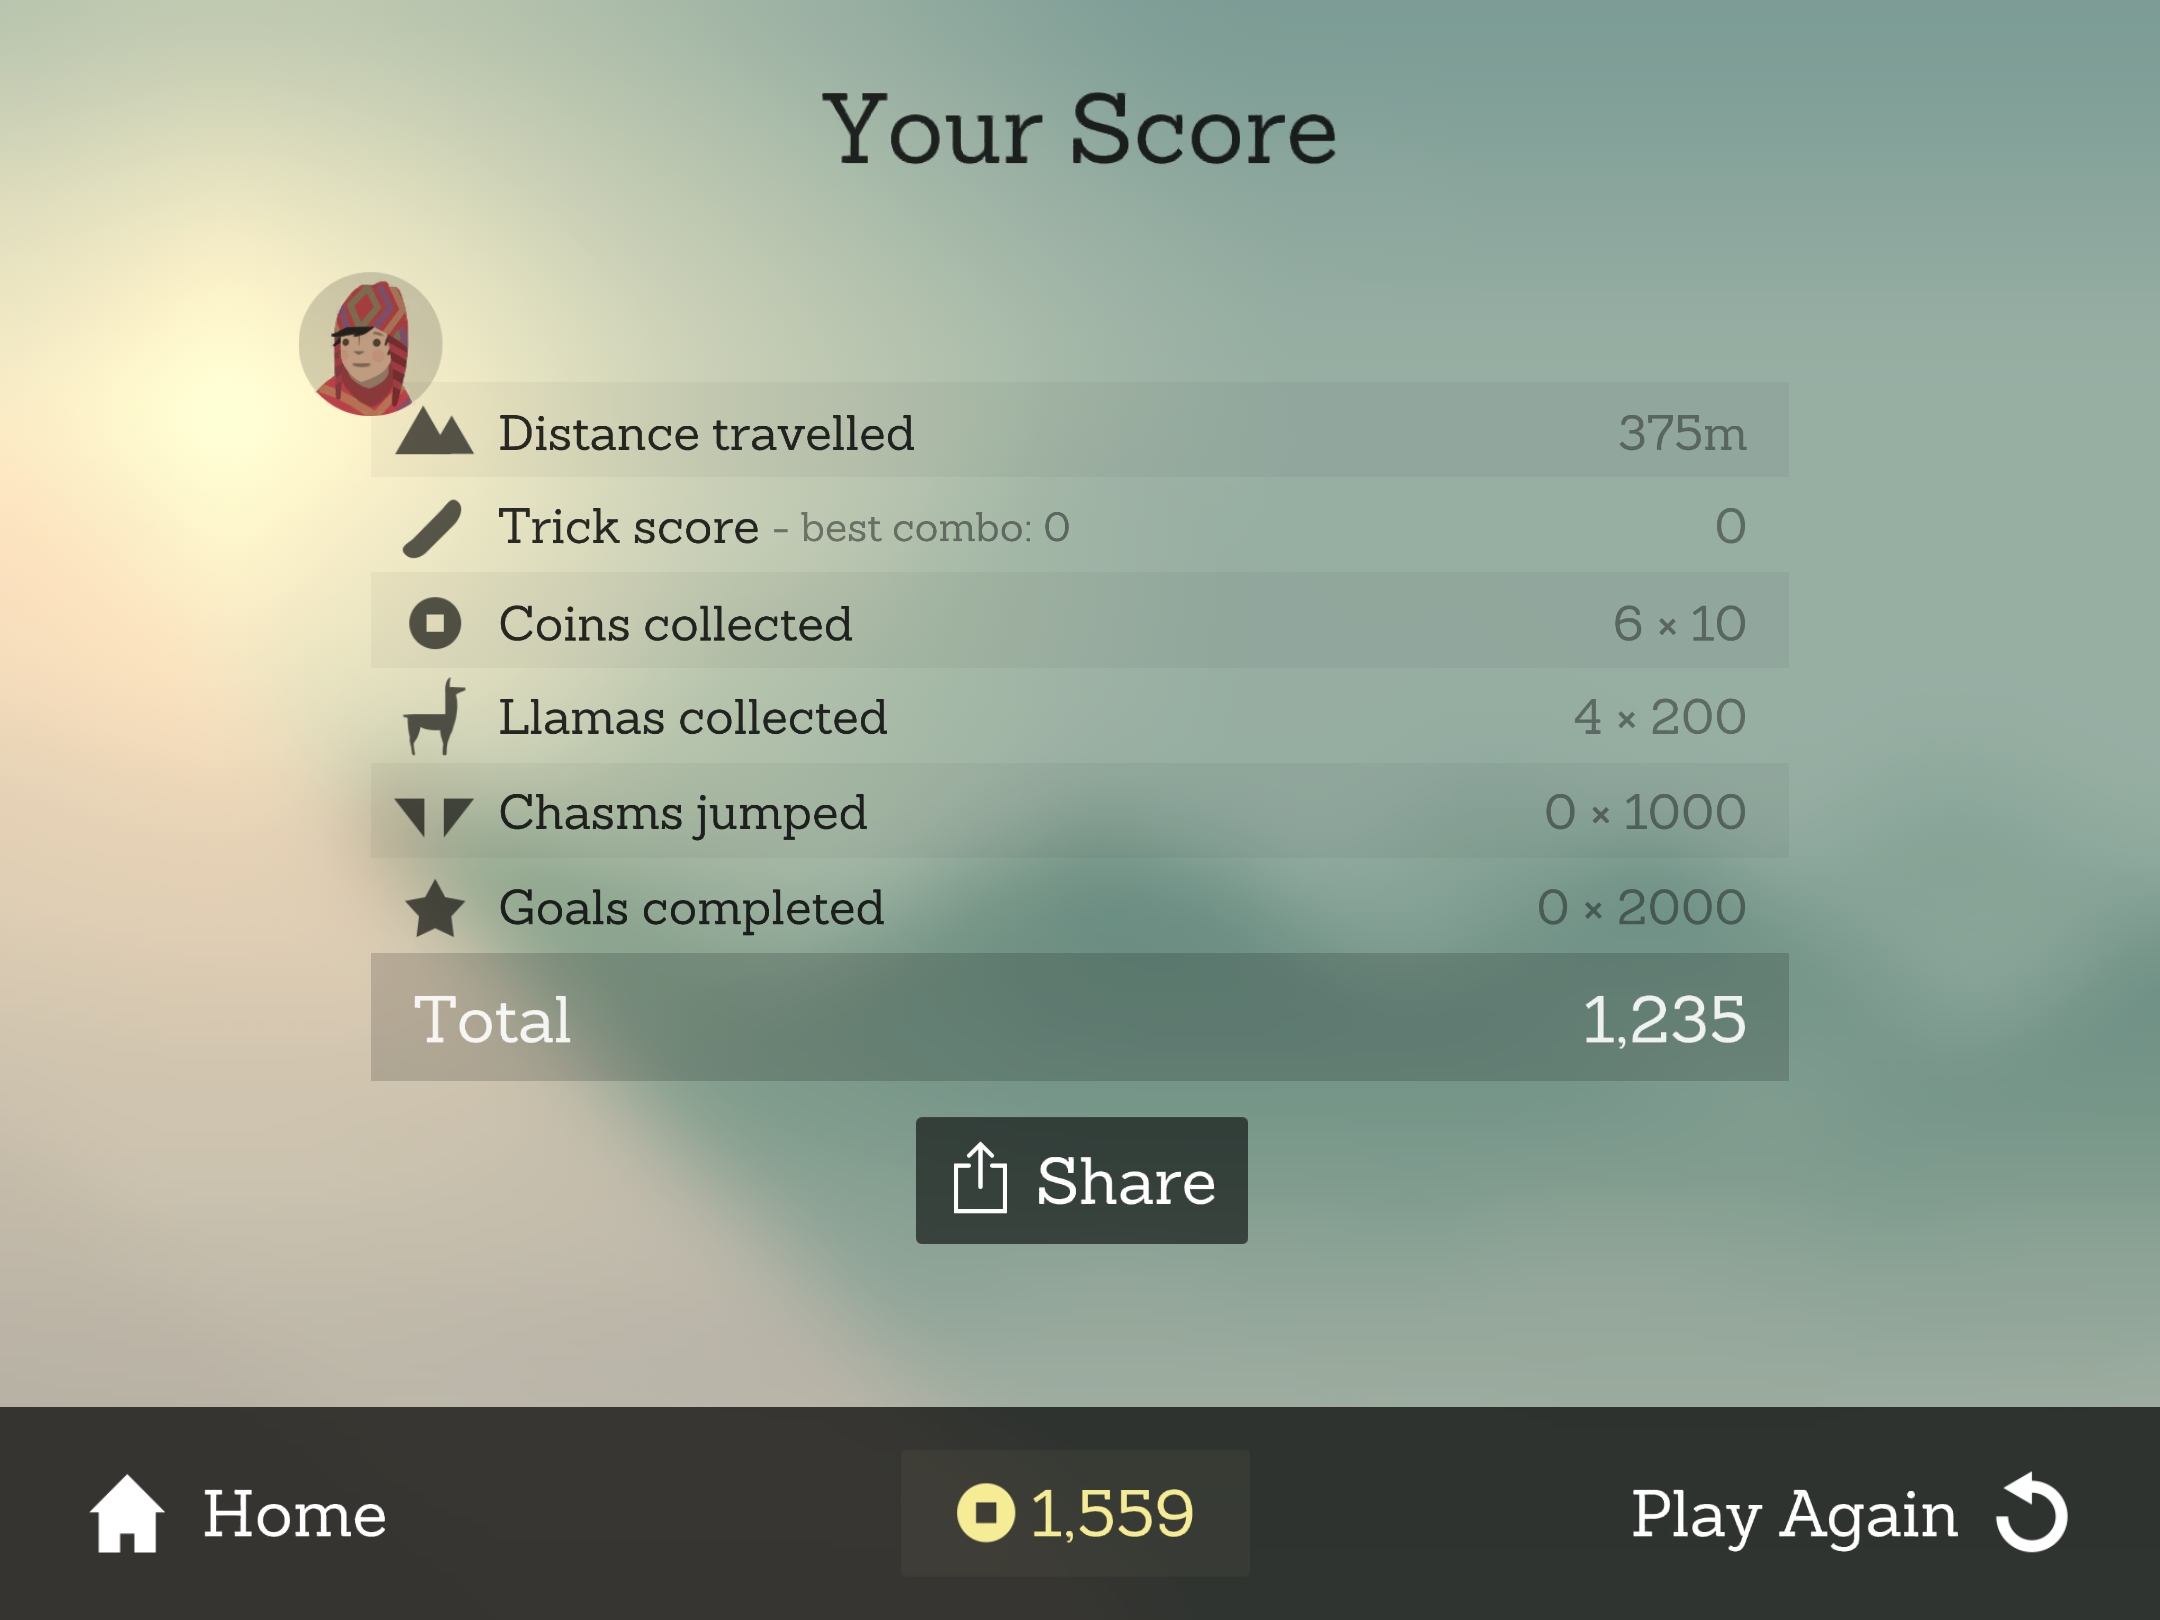 Your Score
Distance travelled 375m
Trick score - best combo: 0 0
Coins collected 6 × 10
Llamas collected 4 × 200
Chasms jumped 0 × 1000
Goals completed 0 × 2000
Total 1,235
Share
Home 1,559 Play Again